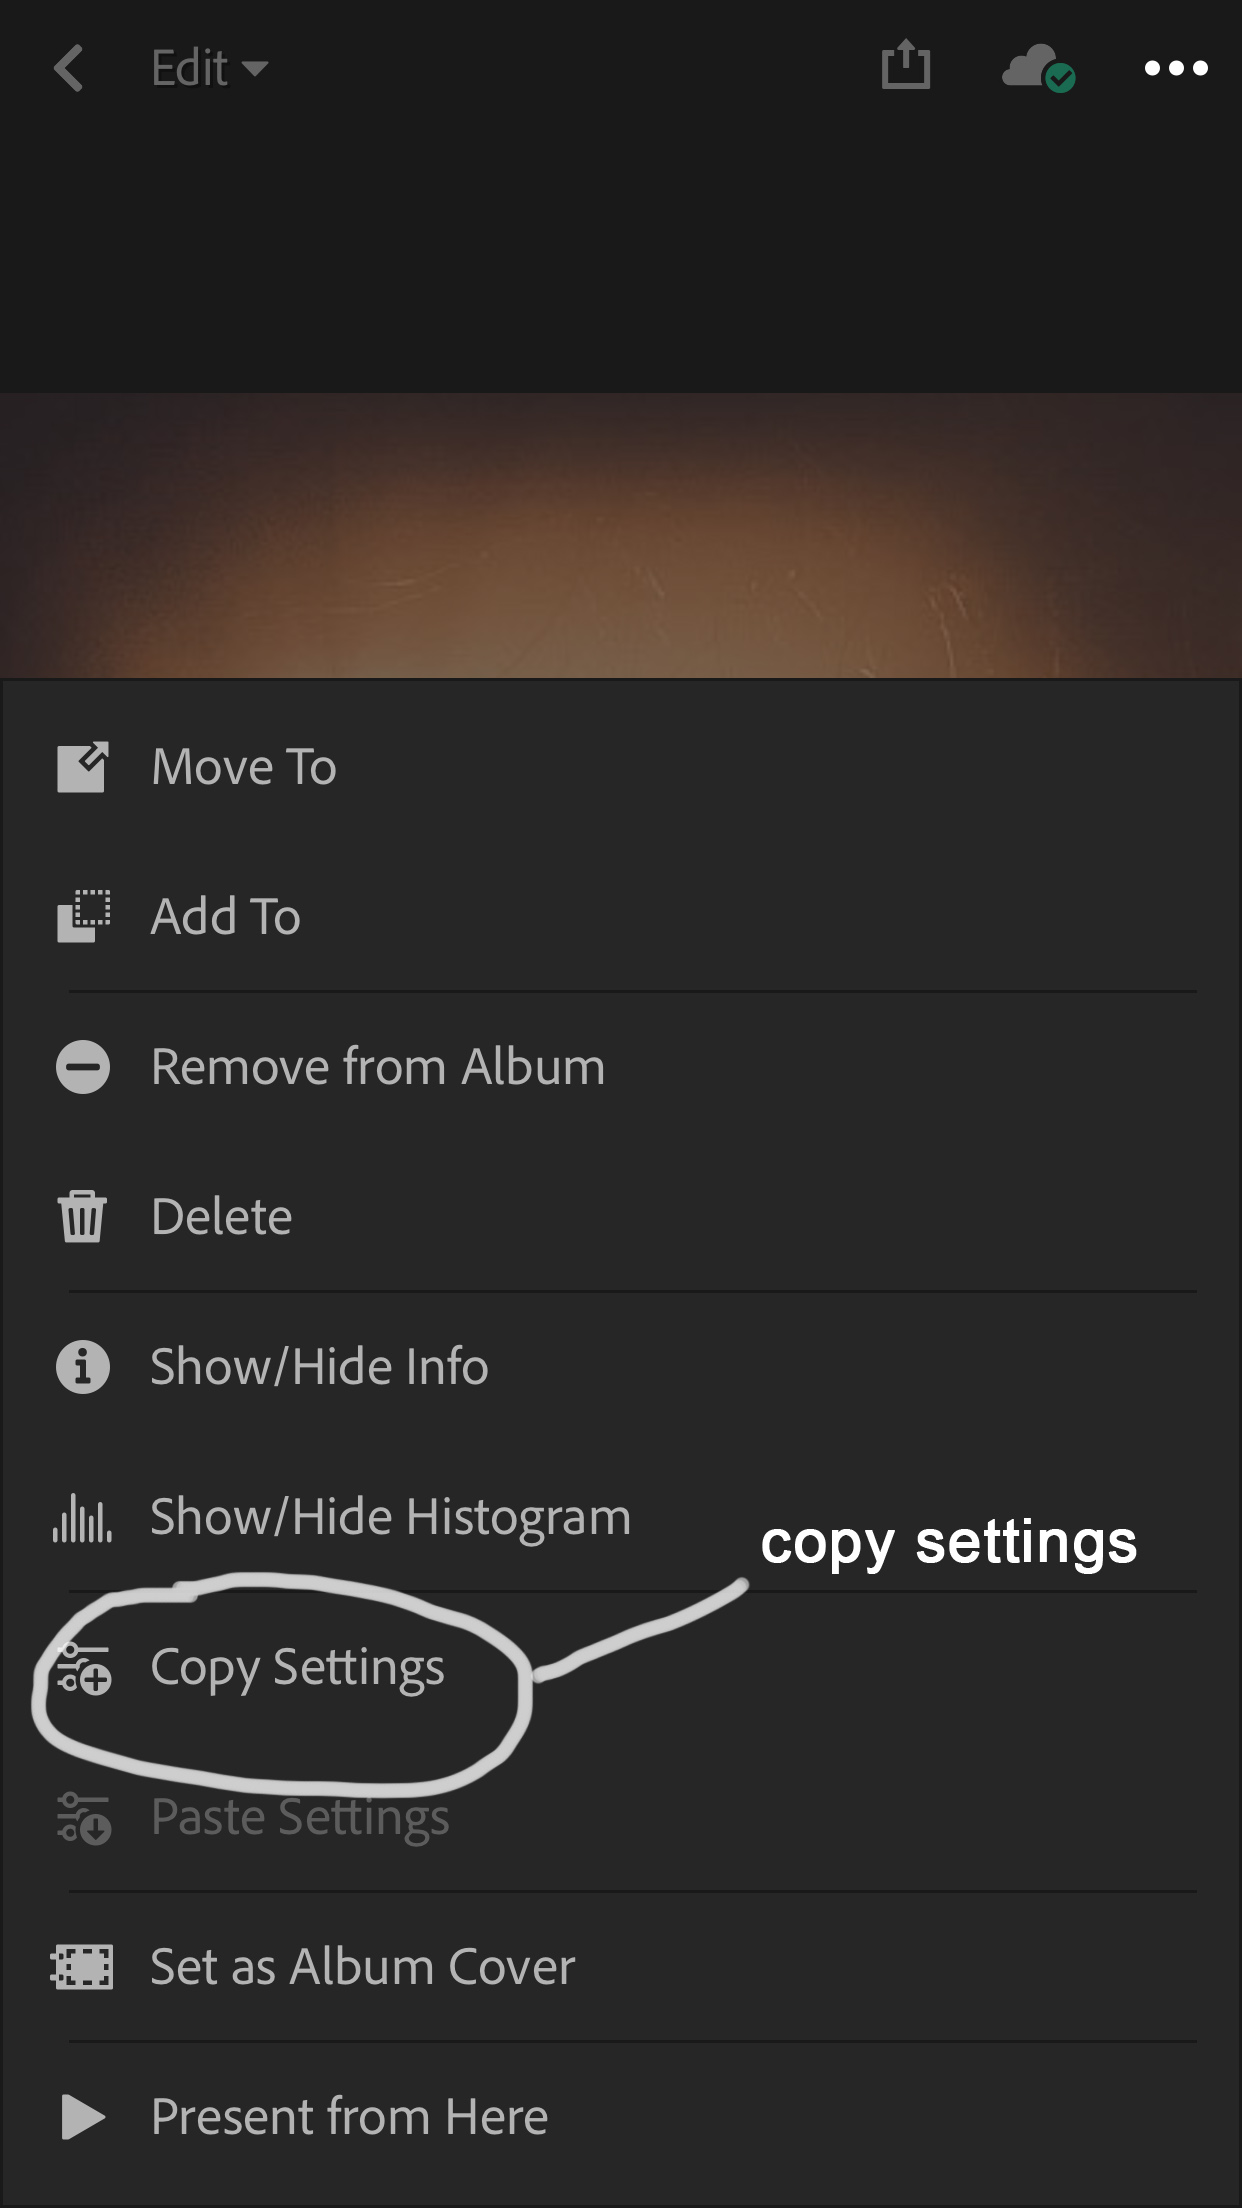 Edit
Move To
Add To
Remove from Album
Delete
Show/Hide Info
Show/Hide Histogram
copy settings
Copy Settings
Paste Settings
Set as Album Cover
Present from Here